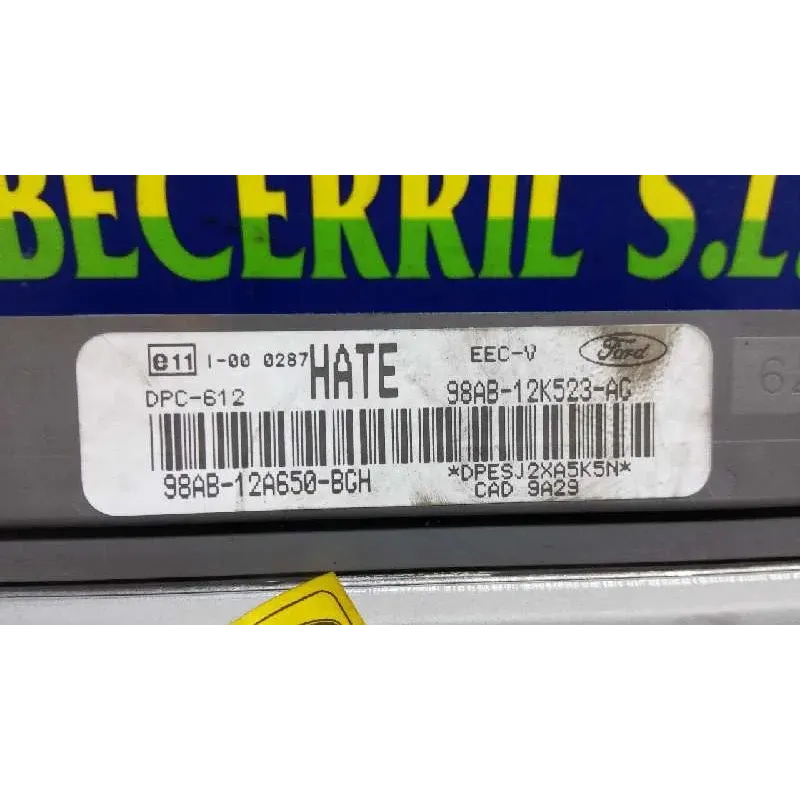 BECERRIL S.L.
e11 I-00 0287 HATE EEC-V Ford
DPC-612 98AB-12K523-AG
98AB-12A650-BGH *DPESJ2XA5K5N*
CAD 9A29